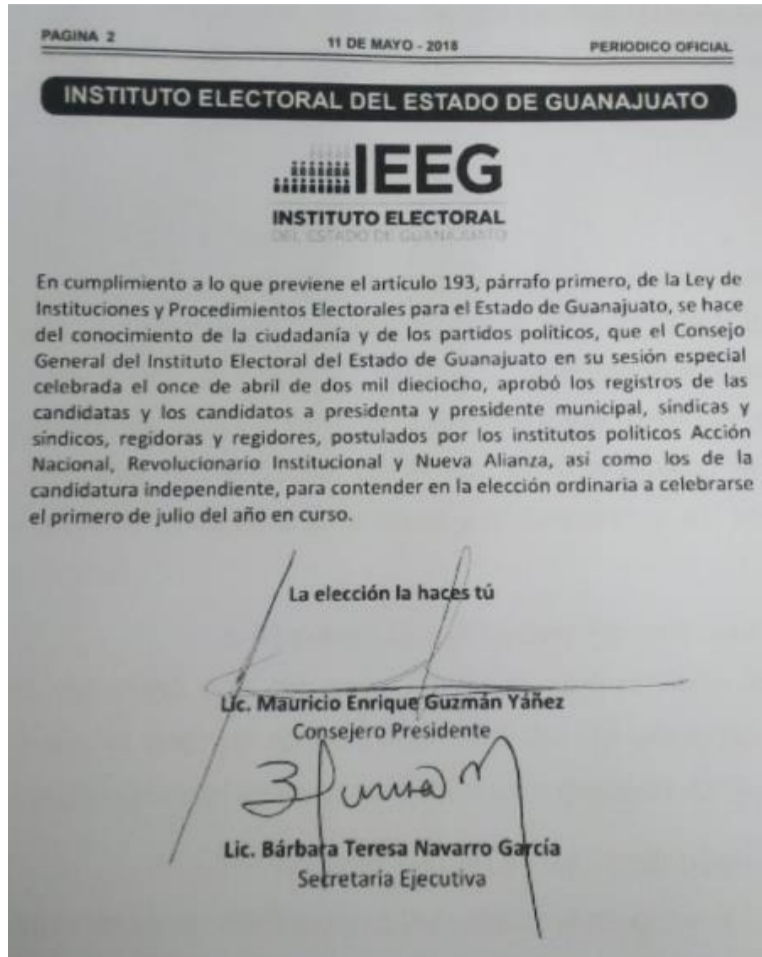 PAGINA 2 11 DE MAYO - 2018 PERIODICO OFICIAL
INSTITUTO ELECTORAL DEL ESTADO DE GUANAJUATO
IEEG
INSTITUTO ELECTORAL
DEL ESTADO DE GUANAJUATO
En cumplimiento a lo que previene el artículo 193, párrafo primero, de la Ley de
Instituciones y Procedimientos Electorales para el Estado de Guanajuato, se hace
del conocimiento de la ciudadanía y de los partidos políticos, que el Consejo
General del Instituto Electoral del Estado de Guanajuato en su sesión especial
celebrada el once de abril de dos mil dieciocho, aprobó los registros de las
candidatas y los candidatos a presidenta y presidente municipal, síndicas y
síndicos, regidoras y regidores, postulados por los institutos políticos Acción
Nacional, Revolucionario Institucional y Nueva Alianza, así como los de la
candidatura independiente, para contender en la elección ordinaria a celebrarse
el primero de julio del año en curso.
La elección la haces tú
Lic. Mauricio Enrique Guzmán Yáñez
Consejero Presidente
Lic. Bárbara Teresa Navarro García
Secretaria Ejecutiva